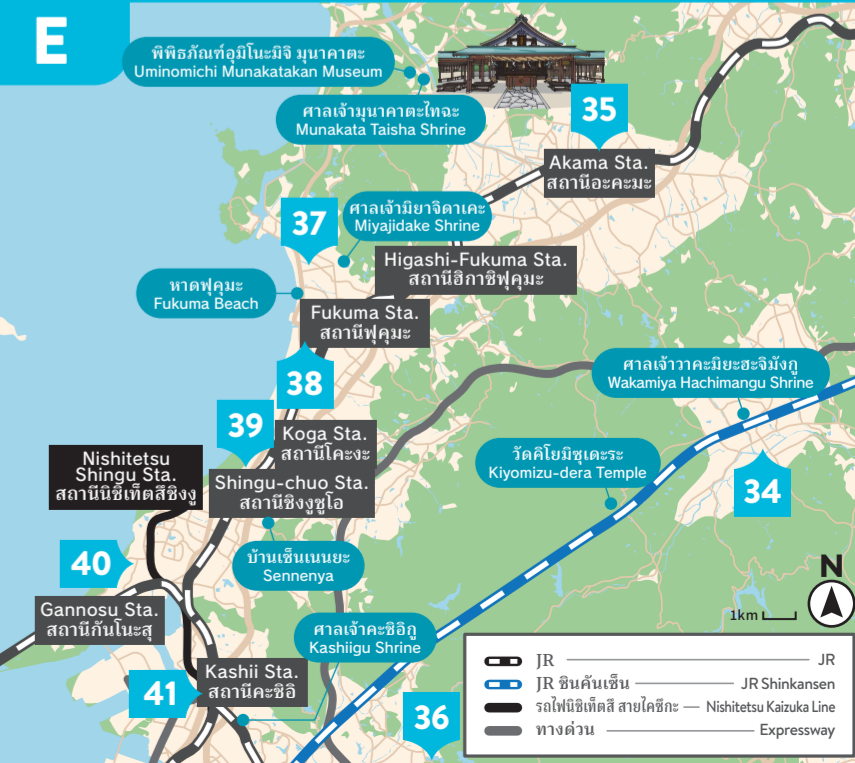 E
พิพิธภัณฑ์อุมิโนะมิจิ มุนาคาตะ
Uminomichi Munakatakan Museum
ศาลเจ้ามุนาคาตะไทฉะ
Munakata Taisha Shrine
35
Akama Sta.
สถานีอะคะมะ
37
ศาลเจ้ามิยาจิดาเคะ
Miyajidake Shrine
Higashi-Fukuma Sta.
สถานีฮิกาชิฟุคุมะ
หาดฟุคุมะ
Fukuma Beach
Fukuma Sta.
สถานีฟุคุมะ
38
ศาลเจ้าวาคะมิยะฮะจิมังกู
Wakamiya Hachimangu Shrine
39
Koga Sta.
สถานีโคะงะ
Nishitetsu
Shingu Sta.
สถานีนิชิเท็ตสึชิงงู
Shingu-chuo Sta.
สถานีชิงงูชูโอ
วัดคิโยมิซุเดะระ
Kiyomizu-dera Temple
34
40
บ้านเซ็นเนนยะ
Sennenya
N
1km
Gannosu Sta.
สถานีกันโนะสุ
ศาลเจ้าคะชิอิกู
Kashiigu Shrine
Kashii Sta.
สถานีคะชิอิ
41
36
JR JR
JR ชินคันเซ็น JR Shinkansen
รถไฟนิชิเท็ตสึ สายไคซึกะ Nishitetsu Kaizuka Line
ทางด่วน Expressway